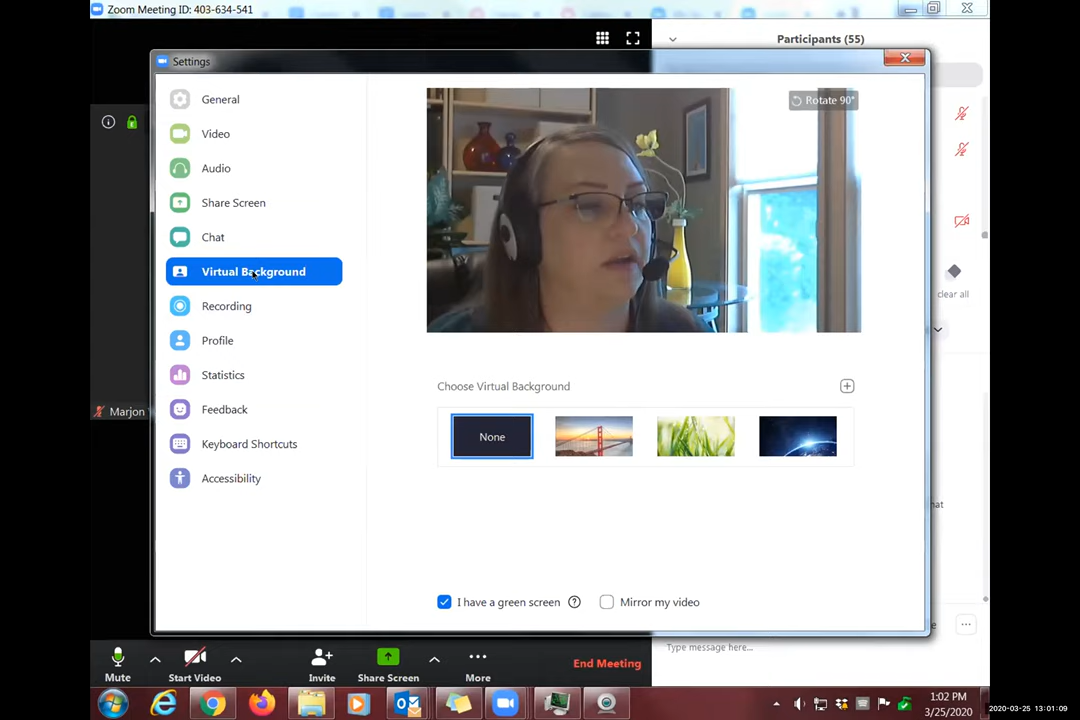 Zoom Meeting ID: 403-634-541
Participants (55)
Settings
General
Video
Audio
Share Screen
Chat
Virtual Background
Recording
Profile
Statistics
Feedback
Keyboard Shortcuts
Accessibility
Rotate 90°
Choose Virtual Background
None
I have a green screen
Mirror my video
clear all
Marjon
Type message here...
Mute
Start Video
Invite
Share Screen
More
End Meeting
1:02 PM
3/25/2020
2020-03-25 13:01:09